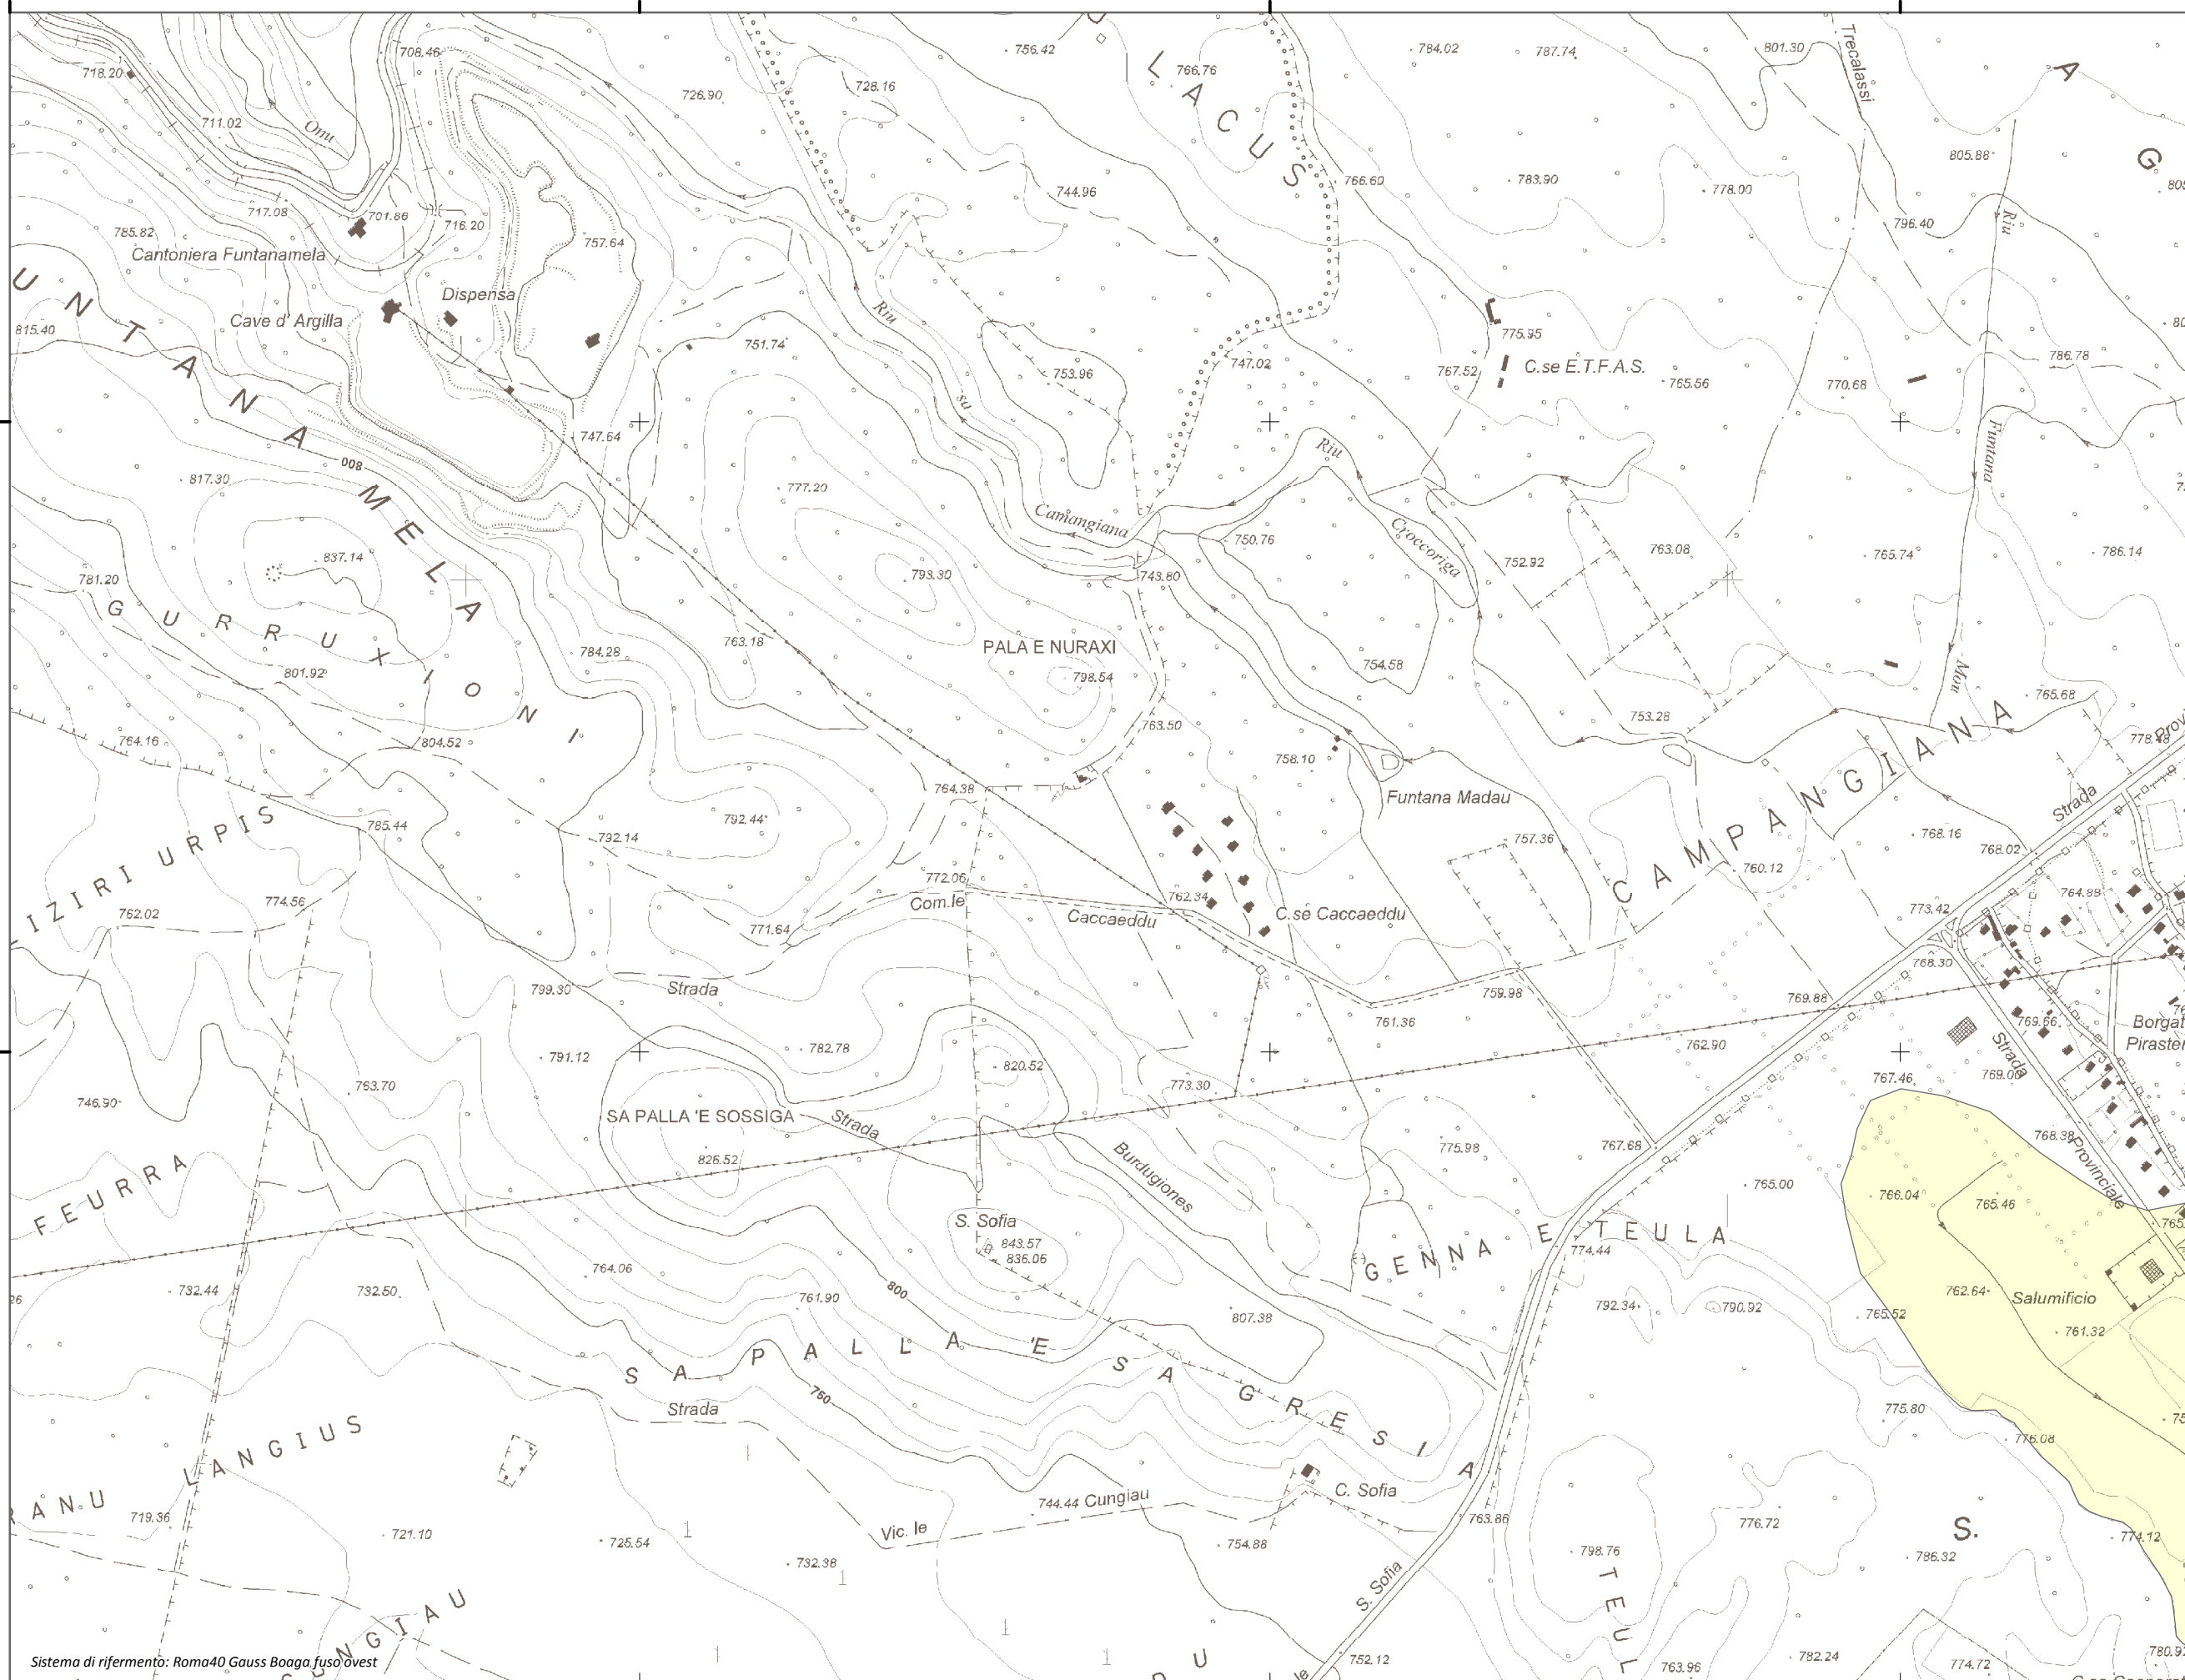 708.46
756.42
784.02
787.74
801.30
Trecalassi
718.20
766.76
L A C U S
A
G
726.90
728.16
711.02
Onu
805.88
744.96
766.60
783.90
778.00
717.08
701.86
716.20
785.82
757.64
796.40
Riu
Cantoniera Funtanamela
Dispensa
Cave d' Argilla
815.40
U N T A N A M E L A
Riu
su
Camangiana
751.74
753.96
747.02
775.95
767.52
C.se E.T.F.A.S.
765.56
770.68
786.78
747.64
Riu
Croccoriga
Funtana
Mou
800
817.30
777.20
750.76
752.92
763.08
765.74
786.14
837.14
793.30
743.80
781.20
G U R R U X I O N I
784.28
763.18
PALA E NURAXI
798.54
754.58
801.92
765.68
753.28
763.50
764.16
804.52
778.48
758.10
764.38
Funtana Madau
C A M P A N G I A N A
Strada
785.44
792.14
792.44
757.36
768.16
768.02
IZIRI URPIS
760.12
772.06
762.34
764.88
762.02
774.56
Com.le
Caccaeddu
C.se Caccaeddu
773.42
771.64
768.30
799.30
Strada
759.98
769.88
761.36
769.66
791.12
782.78
762.90
Strada
820.52
769.00
763.70
773.30
767.46
746.90
SA PALLA 'E SOSSIGA
Strada
768.38
Provinciale
826.52
Burdugiones
775.98
767.68
FEURRA
765.00
766.04
765.46
S. Sofia
843.57
836.06
GENNA E TEULA
774.44
764.06
732.44
732.50
761.90
800
807.38
792.34
790.92
765.52
762.64
Salumificio
761.32
S A P A L L A 'E S A G R E S I A
760
Strada
775.80
776.08
LANGIUS
C. Sofia
744.44 Cungiau
719.36
721.10
725.54
Vic. le
763.86
776.72
S.
774.12
732.38
754.88
798.76
786.32
S. Sofia
752.12
763.96
782.24
774.72
Sistema di rifermento: Roma40 Gauss Boaga fuso ovest